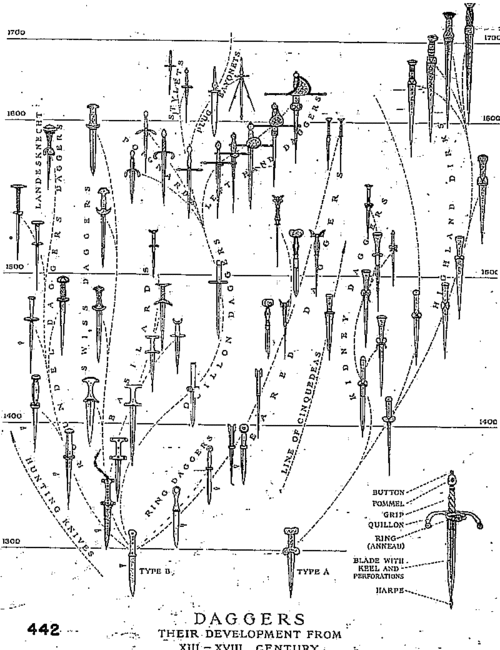 1700
1700
STYLETS
PLUG BAYONETS
1600
1600
LANDESKNECHT
DAGGERS
PONIARDS
LEFT HAND DAGGERS
HIGHLAND DIRKS
1500
1500
RONDEL DAGGERS
SWISS DAGGERS
BASILARDS
QUILLON DAGGERS
EARED DAGGERS
LINE OF CINQUEDEAS
KIDNEY DAGGERS
1400
1400
HUNTING KNIVES
RING DAGGERS
1300
TYPE B
TYPE A
BUTTON
POMMEL
GRIP
QUILLON
RING
(ANNEAU)
BLADE WITH
KEEL AND
PERFORATIONS
HARPE
442
DAGGERS
THEIR DEVELOPMENT FROM
XIII – XVIII CENTURY